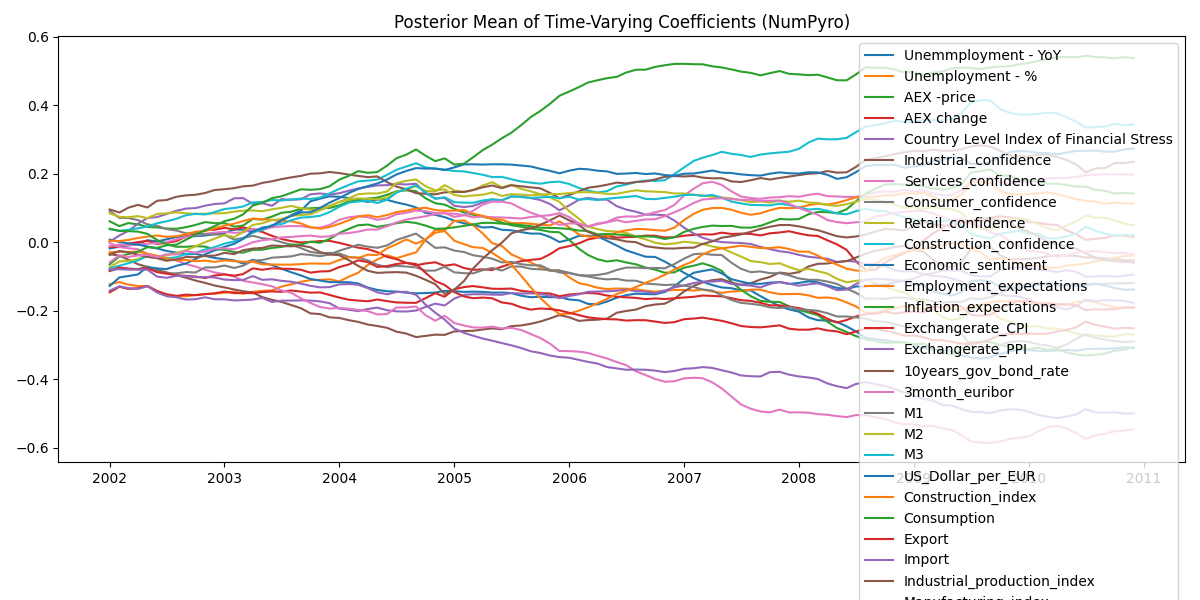 Posterior Mean of Time-Varying Coefficients (NumPyro)
0.6
0.4
0.2
0.0
−0.2
−0.4
−0.6
2002 2003 2004 2005 2006 2007 2008 2009 2010 2011
Unemmployment - YoY
Unemployment - %
AEX -price
AEX change
Country Level Index of Financial Stress
Industrial_confidence
Services_confidence
Consumer_confidence
Retail_confidence
Construction_confidence
Economic_sentiment
Employment_expectations
Inflation_expectations
Exchangerate_CPI
Exchangerate_PPI
10years_gov_bond_rate
3month_euribor
M1
M2
M3
US_Dollar_per_EUR
Construction_index
Consumption
Export
Import
Industrial_production_index
Manufacturing_index